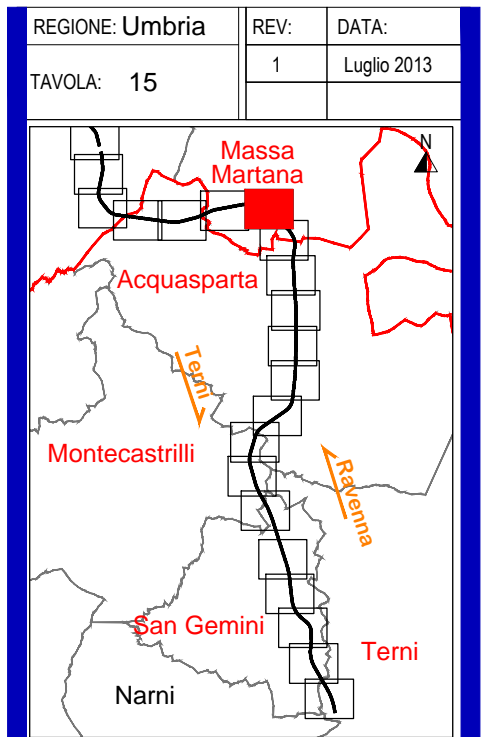 REGIONE: Umbria
REV:
DATA:
TAVOLA: 15
1
Luglio 2013
N
Massa
Martana
Acquasparta
Terni
Montecastrilli
Ravenna
San Gemini
Terni
Narni